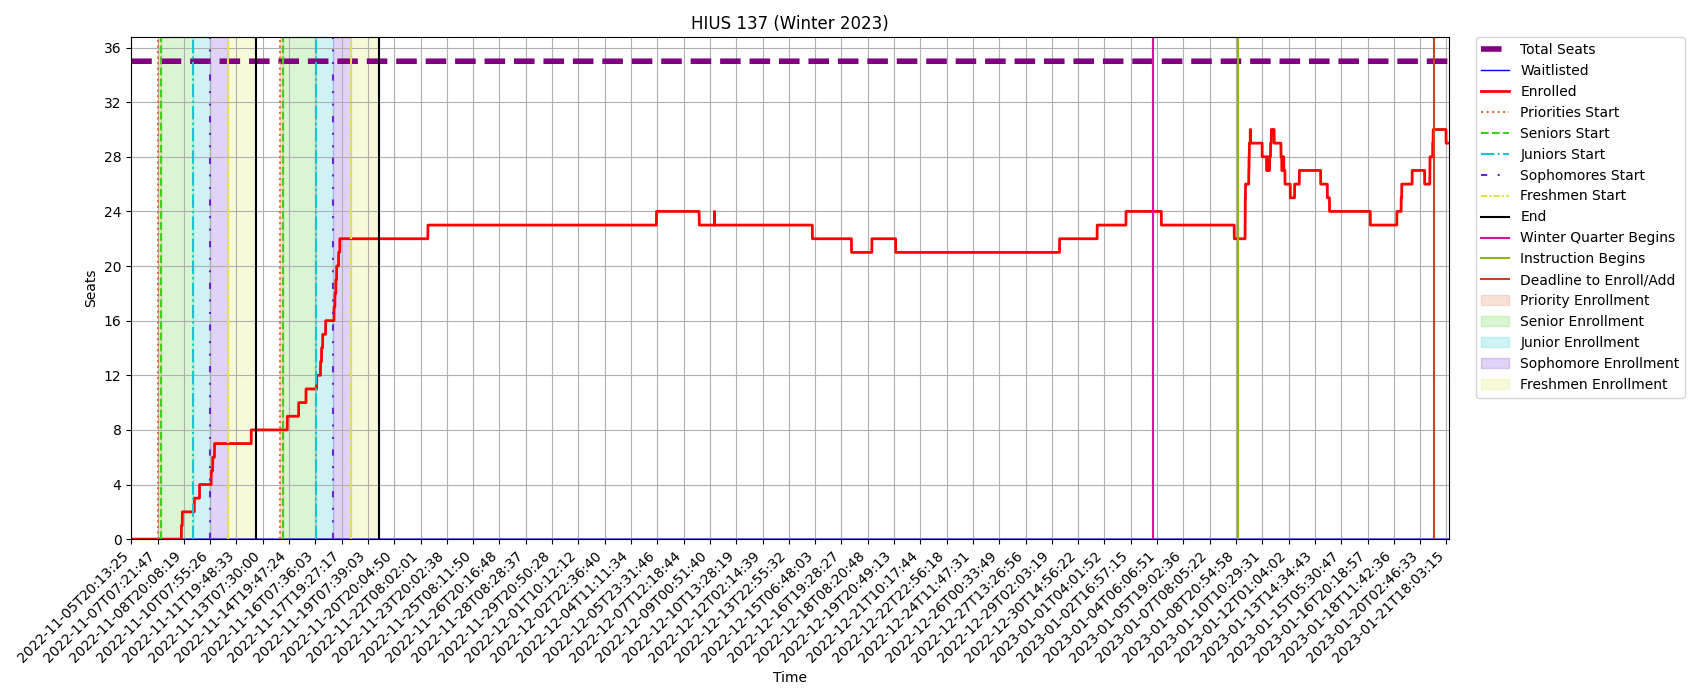 HIUS 137 (Winter 2023)
Seats
36
32
28
24
20
16
12
8
4
0
2022-11-05T20:13:25
2022-11-07T07:21:47
2022-11-08T20:08:19
2022-11-10T07:55:26
2022-11-11T19:48:33
2022-11-13T07:30:00
2022-11-14T19:47:24
2022-11-16T07:36:03
2022-11-17T19:27:17
2022-11-19T07:39:03
2022-11-20T20:04:50
2022-11-22T08:02:01
2022-11-23T20:02:38
2022-11-25T08:11:50
2022-11-26T20:16:48
2022-11-28T08:28:37
2022-11-29T20:50:28
2022-12-01T10:12:12
2022-12-02T22:36:40
2022-12-04T11:11:34
2022-12-05T23:31:46
2022-12-07T12:18:44
2022-12-09T00:51:40
2022-12-10T13:28:19
2022-12-12T02:14:39
2022-12-13T22:55:32
2022-12-15T06:48:03
2022-12-16T19:28:27
2022-12-18T08:20:48
2022-12-19T20:49:13
2022-12-21T10:17:44
2022-12-22T22:56:18
2022-12-24T11:47:31
2022-12-26T00:33:49
2022-12-27T13:26:56
2022-12-29T02:03:19
2022-12-30T14:56:22
2023-01-01T04:01:52
2023-01-02T16:57:15
2023-01-04T06:06:51
2023-01-05T19:02:36
2023-01-07T08:05:22
2023-01-08T20:54:58
2023-01-10T10:29:31
2023-01-12T01:04:02
2023-01-13T14:34:43
2023-01-15T05:30:47
2023-01-16T20:18:57
2023-01-18T11:42:36
2023-01-20T02:46:33
2023-01-21T18:03:15
Time
Total Seats
Waitlisted
Enrolled
Priorities Start
Seniors Start
Juniors Start
Sophomores Start
Freshmen Start
End
Winter Quarter Begins
Instruction Begins
Deadline to Enroll/Add
Priority Enrollment
Senior Enrollment
Junior Enrollment
Sophomore Enrollment
Freshmen Enrollment